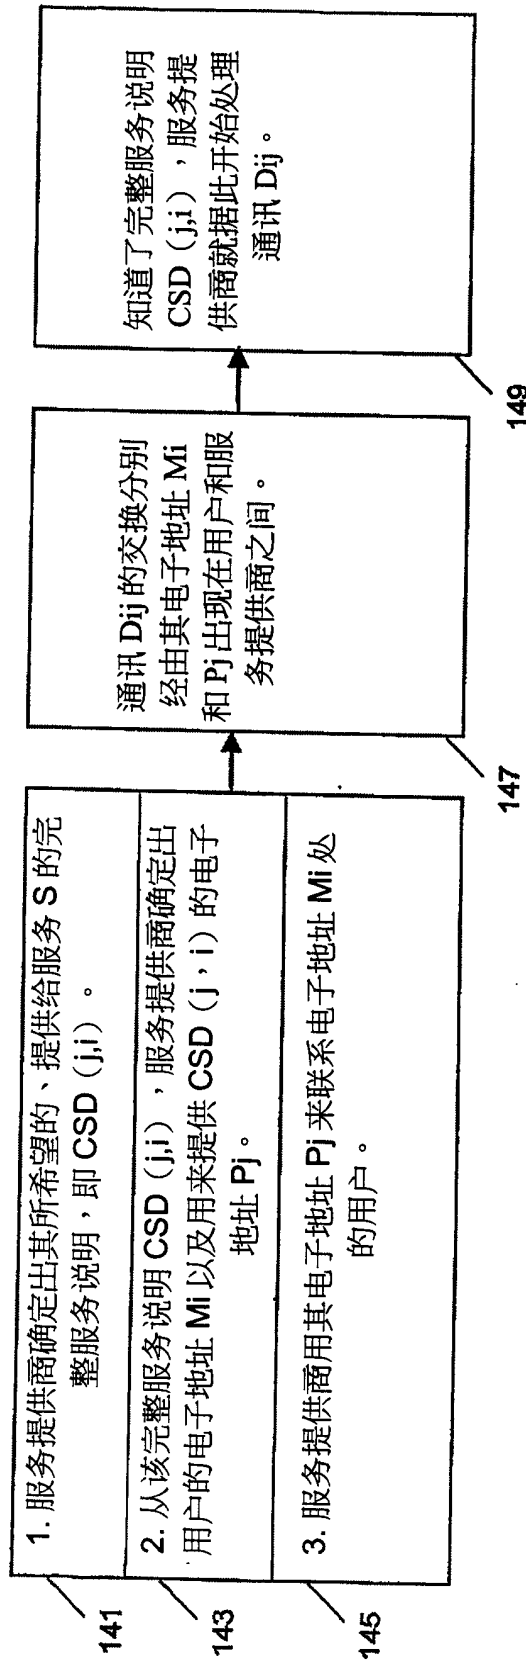 1. 服务提供商确定出其所希望的、提供给服务 S 的完
整服务说明，即 CSD（j,i）。
2. 从该完整服务说明 CSD（j,i），服务提供商确定出
用户的电子地址 Mi 以及用来提供 CSD（j，i）的电子
地址 Pj。
3. 服务提供商用其电子地址 Pj 来联系电子地址 Mi 处
的用户。
141
143
145
通讯 Dij 的交换分别
经由其电子地址 Mi
和 Pj 出现在用户和服
务提供商之间。
147
知道了完整服务说明
CSD（j,i），服务提
供商就据此开始处理
通讯 Dij。
149